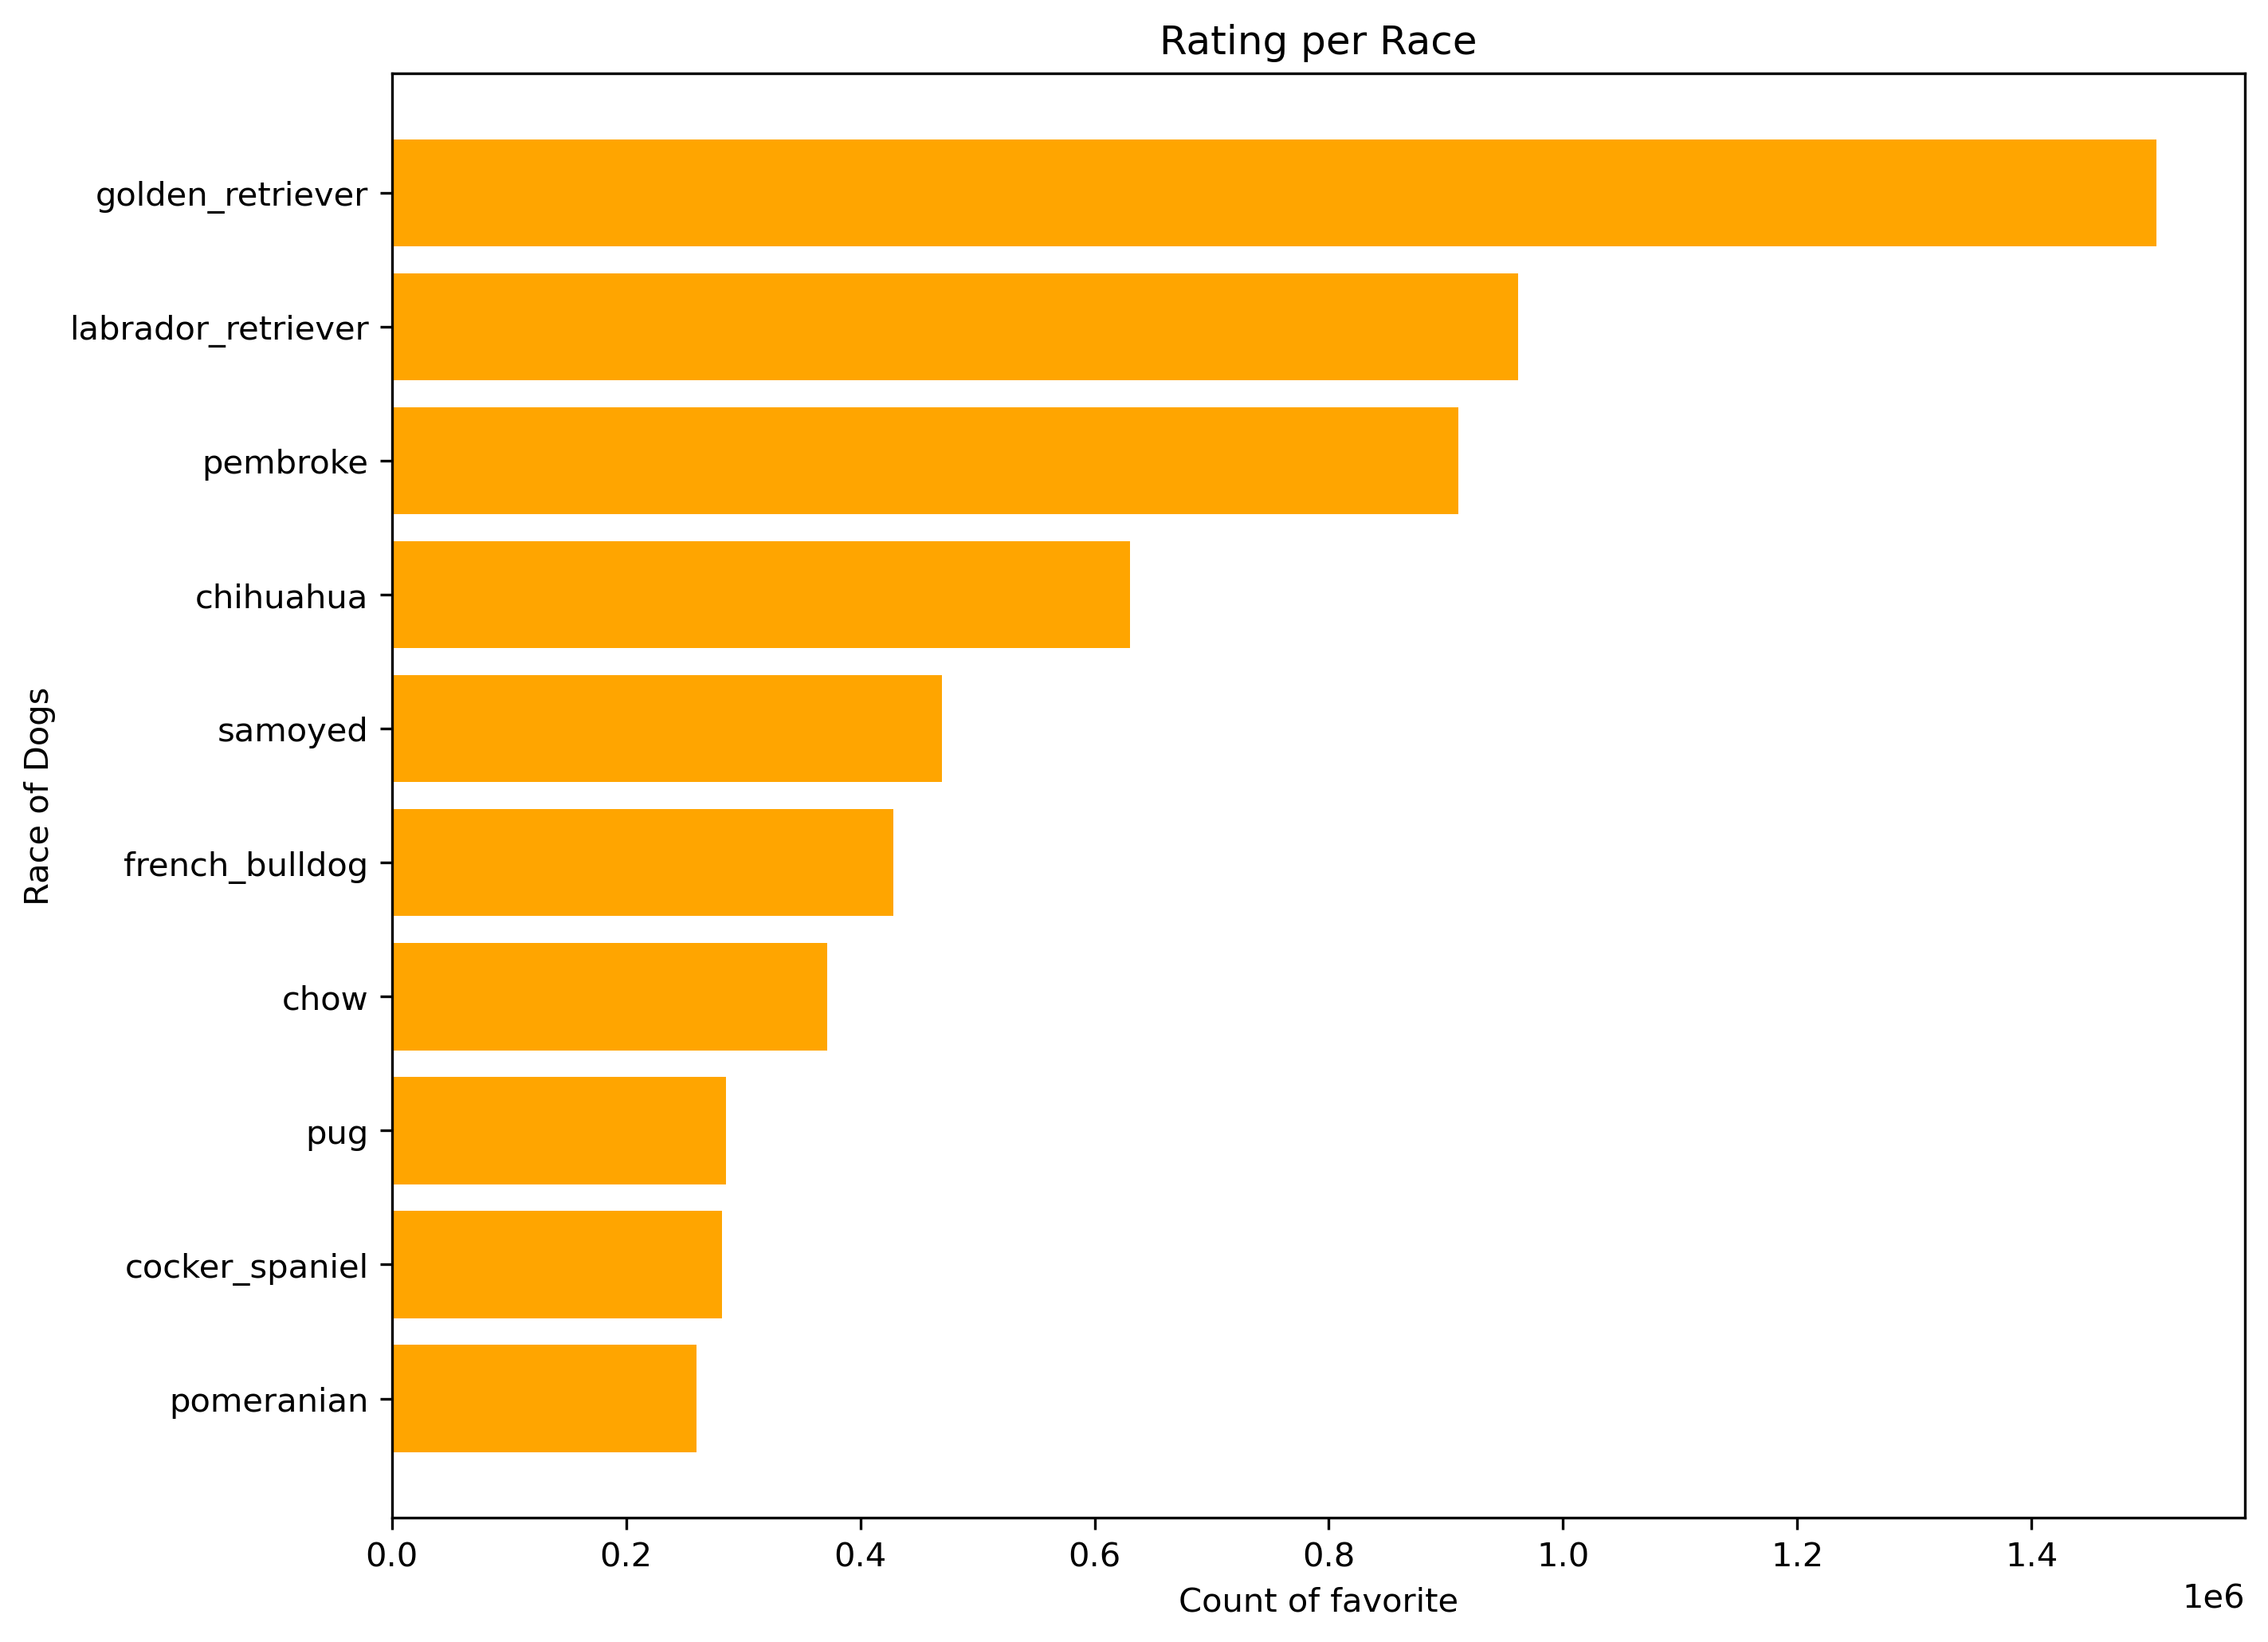 Rating per Race
golden_retriever
labrador_retriever
pembroke
chihuahua
samoyed
french_bulldog
chow
pug
cocker_spaniel
pomeranian
Race of Dogs
0.0 0.2 0.4 0.6 0.8 1.0 1.2 1.4
1e6
Count of favorite